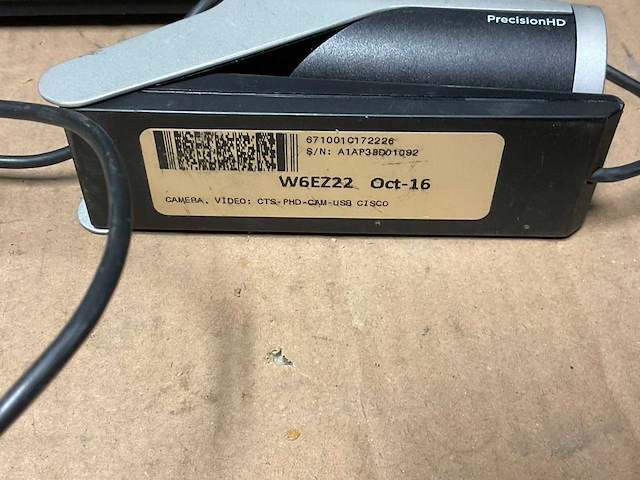 PrecisionHD
671001C172226
S/N: A1AP38D01092
W6EZ22 Oct-16
CAMERA, VIDEO: CTS-PHD-CAM-USB CISCO